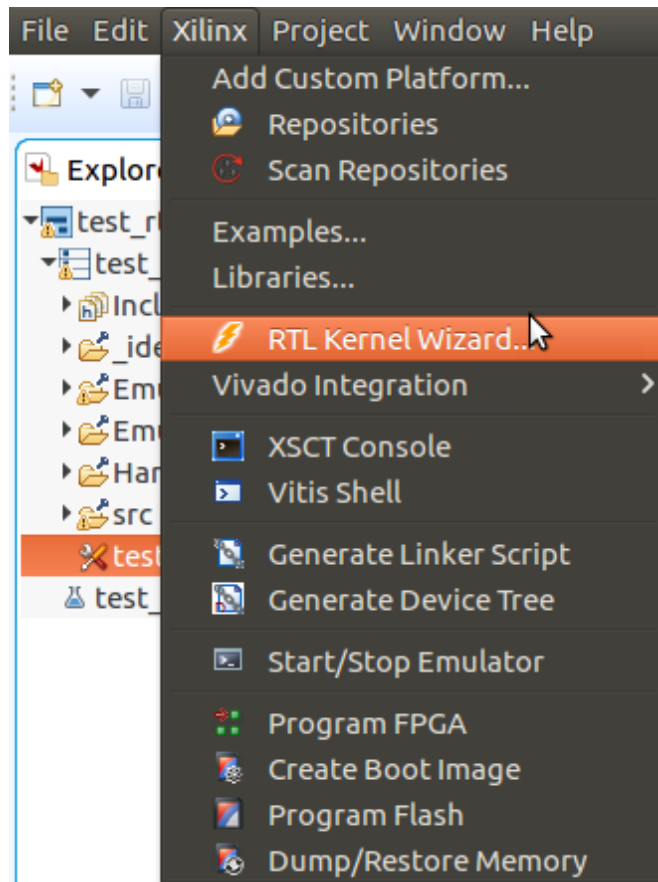 File Edit Xilinx Project Window Help
Add Custom Platform...
Repositories
Explor
Scan Repositories
test_rt
Examples...
test_
Libraries...
Incl
RTL Kernel Wizard...
_ide
Vivado Integration
Emu
Emu
XSCT Console
Har
Vitis Shell
src
test
Generate Linker Script
test_
Generate Device Tree
Start/Stop Emulator
Program FPGA
Create Boot Image
Program Flash
Dump/Restore Memory